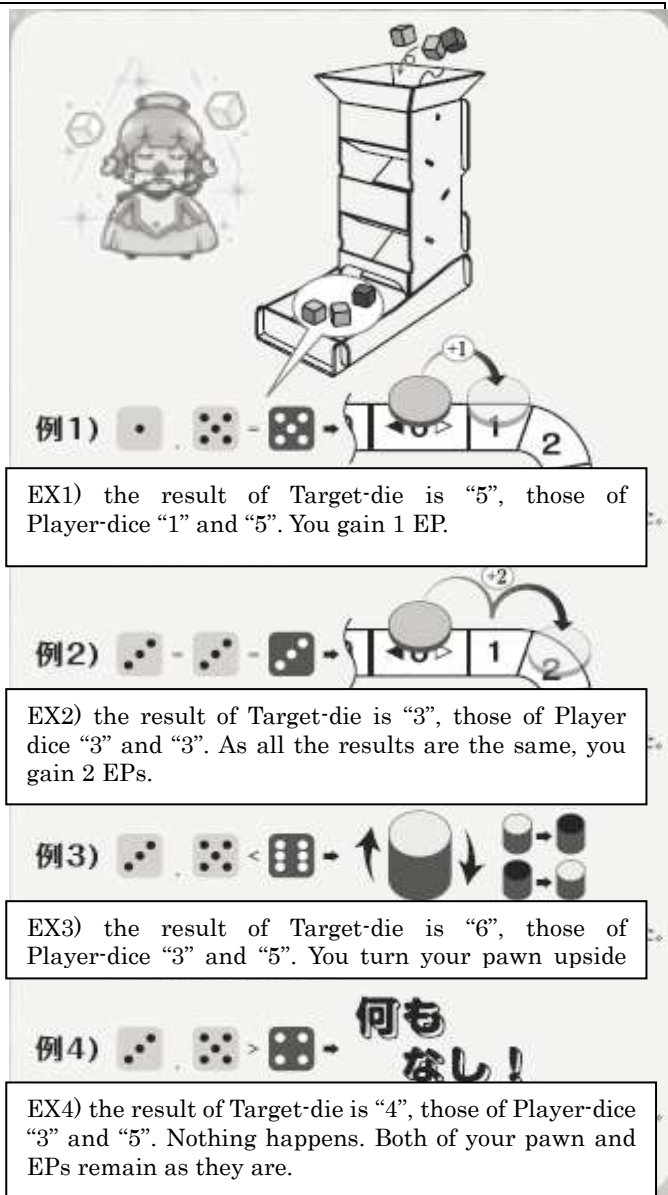 +1
例1) ➡ 0 1 2
EX1) the result of Target-die is “5”, those of
Player-dice “1” and “5”. You gain 1 EP.
+2
例2) ➡ 0 1 2
EX2) the result of Target-die is “3”, those of Player
dice “3” and “3”. As all the results are the same, you
gain 2 EPs.
例3) < ➡
EX3) the result of Target-die is “6”, those of
Player-dice “3” and “5”. You turn your pawn upside
何も
例4) > ➡ なし!
EX4) the result of Target-die is “4”, those of Player-dice
“3” and “5”. Nothing happens. Both of your pawn and
EPs remain as they are.